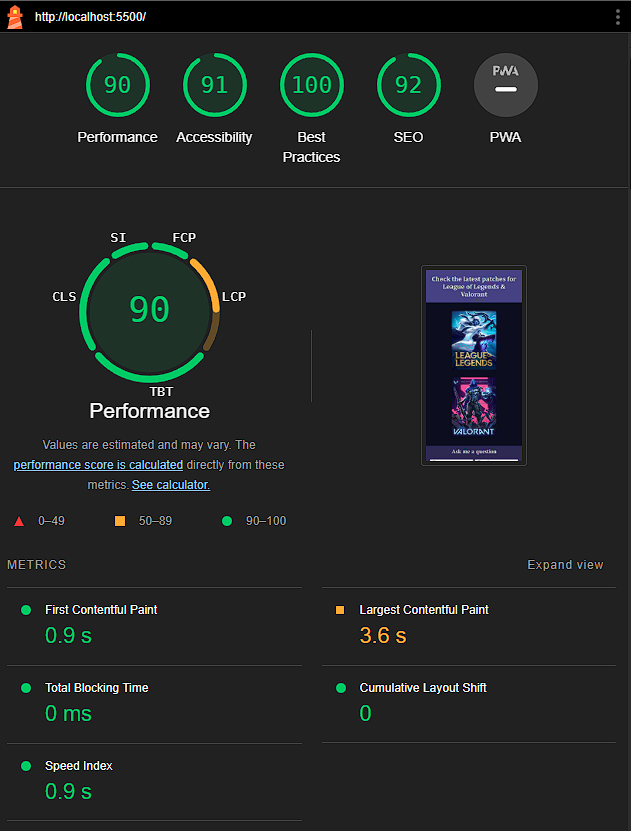 http://localhost:5500/
90
91
100
92
PWA
Performance
Accessibility
Best
Practices
SEO
PWA
SI
FCP
CLS
LCP
90
TBT
Performance
Values are estimated and may vary. The
performance score is calculated directly from these
metrics. See calculator.
0–49
50–89
90–100
Check the latest patches for
League of Legends &
Valorant
LEAGUE OF
LEGENDS
VALORANT
Ask me a question
METRICS
Expand view
First Contentful Paint
0.9 s
Largest Contentful Paint
3.6 s
Total Blocking Time
0 ms
Cumulative Layout Shift
0
Speed Index
0.9 s